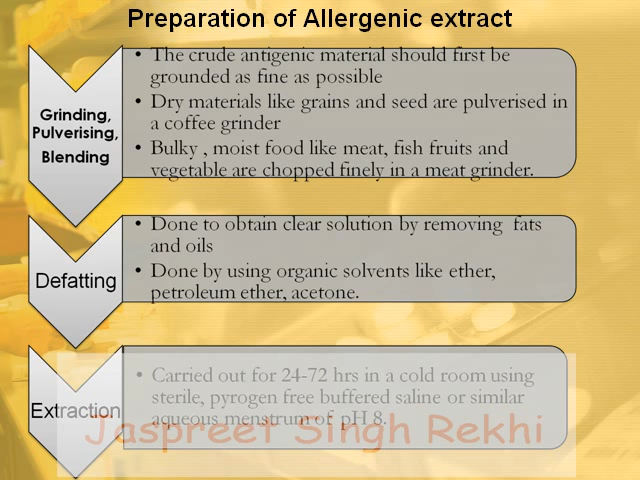 Preparation of Allergenic extract
Grinding,
Pulverising,
Blending
• The crude antigenic material should first be
grounded as fine as possible
• Dry materials like grains and seed are pulverised in
a coffee grinder
• Bulky , moist food like meat, fish fruits and
vegetable are chopped finely in a meat grinder.
Defatting
• Done to obtain clear solution by removing fats
and oils
• Done by using organic solvents like ether,
petroleum ether, acetone.
Extraction
• Carried out for 24-72 hrs in a cold room using
sterile, pyrogen free buffered saline or similar
aqueous menstrum of pH 8.
Jaspreet Singh Rekhi